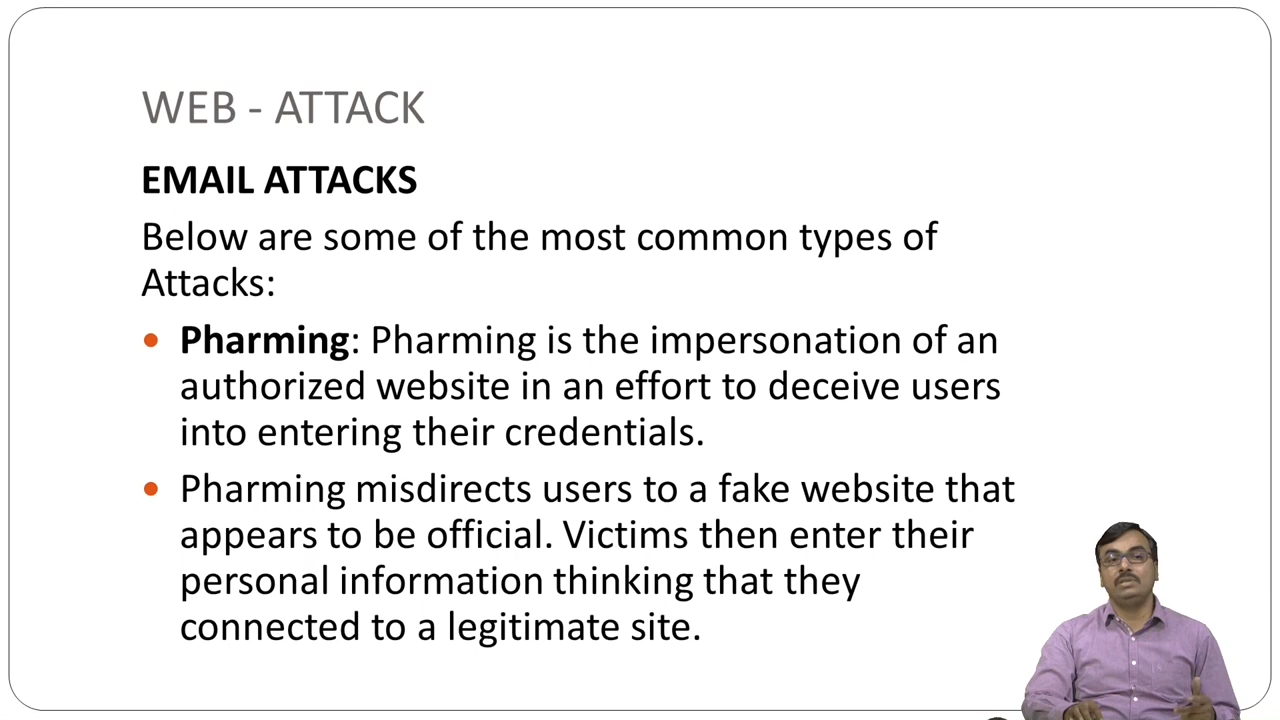 WEB - ATTACK
EMAIL ATTACKS
Below are some of the most common types of
Attacks:
• Pharming: Pharming is the impersonation of an
authorized website in an effort to deceive users
into entering their credentials.
• Pharming misdirects users to a fake website that
appears to be official. Victims then enter their
personal information thinking that they
connected to a legitimate site.